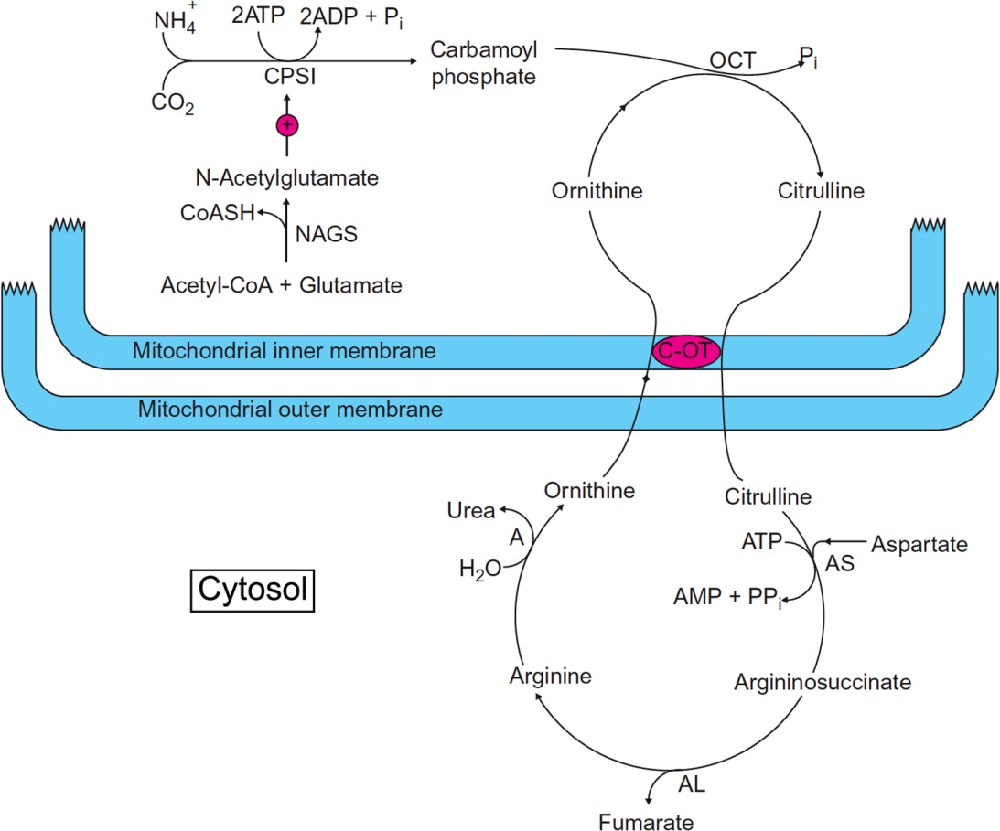 NH₄⁺
2ATP
2ADP + Pᵢ
CO₂
CPSI
Carbamoyl
phosphate
OCT
Pᵢ
+
N-Acetylglutamate
CoASH
NAGS
Acetyl-CoA + Glutamate
Ornithine
Citrulline
Mitochondrial inner membrane
C-OT
Mitochondrial outer membrane
Ornithine
Citrulline
Urea
A
H₂O
ATP
Aspartate
AS
AMP + PPᵢ
Cytosol
Arginine
Argininosuccinate
AL
Fumarate